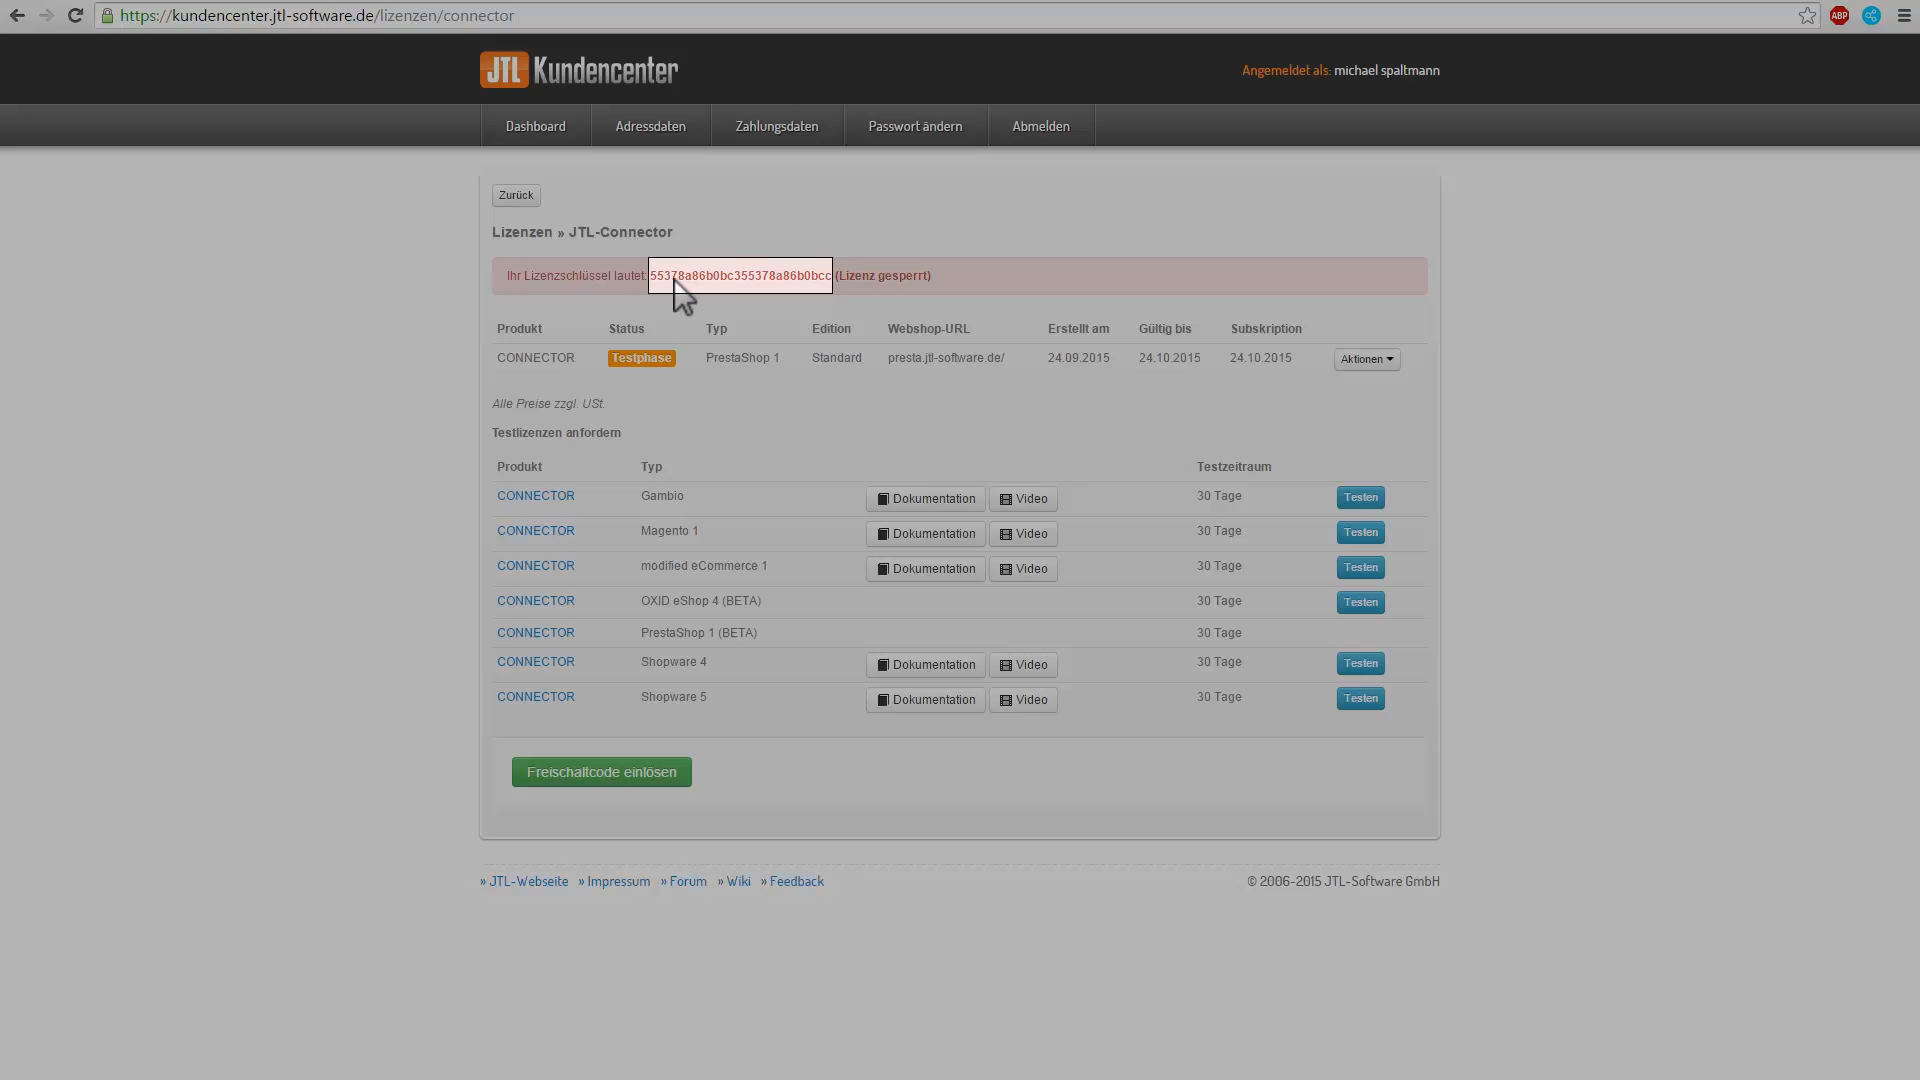 https://kundencenter.jtl-software.de/lizenzen/connector
ABP
JTL Kundencenter
Angemeldet als: michael spaltmann
Dashboard Adressdaten Zahlungsdaten Passwort ändern Abmelden
Zurück
Lizenzen » JTL-Connector
Ihr Lizenzschlüssel lautet: 55378a86b0bc355378a86b0bcc (Lizenz gesperrt)
Produkt Status Typ Edition Webshop-URL Erstellt am Gültig bis Subskription
CONNECTOR Testphase PrestaShop 1 Standard presta.jtl-software.de/ 24.09.2015 24.10.2015 24.10.2015 Aktionen
Alle Preise zzgl. USt.
Testlizenzen anfordern
Produkt Typ Testzeitraum
CONNECTOR Gambio Dokumentation Video 30 Tage Testen
CONNECTOR Magento 1 Dokumentation Video 30 Tage Testen
CONNECTOR modified eCommerce 1 Dokumentation Video 30 Tage Testen
CONNECTOR OXID eShop 4 (BETA) 30 Tage Testen
CONNECTOR PrestaShop 1 (BETA) 30 Tage
CONNECTOR Shopware 4 Dokumentation Video 30 Tage Testen
CONNECTOR Shopware 5 Dokumentation Video 30 Tage Testen
Freischaltcode einlösen
» JTL-Webseite » Impressum » Forum » Wiki » Feedback © 2006-2015 JTL-Software GmbH